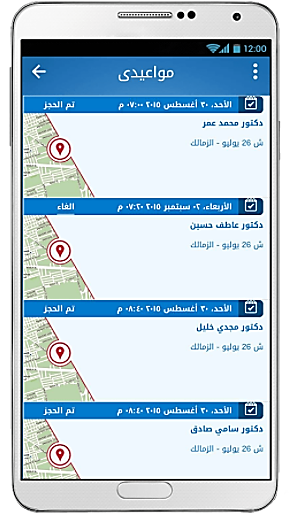 12:00
مواعيدى
الأحد، ٣٠ أغسطس ٢٠١٥ ٠٧:٠٠ م تم الحجز
دكتور محمد عمر
ش 26 يوليو - الزمالك
الأربعاء، ٠٢ سبتمبر ٢٠١٥ ٠٧:٢٠ م الغاء
دكتور عاطف حسين
ش 26 يوليو - الزمالك
الأحد، ٣٠ أغسطس ٢٠١٥ ٠٨:٤٠ م تم الحجز
دكتور مجدي خليل
ش 26 يوليو - الزمالك
الأحد، ٣٠ أغسطس ٢٠١٥ ٠٨:٤٠ م تم الحجز
دكتور سامي صادق
ش 26 يوليو - الزمالك